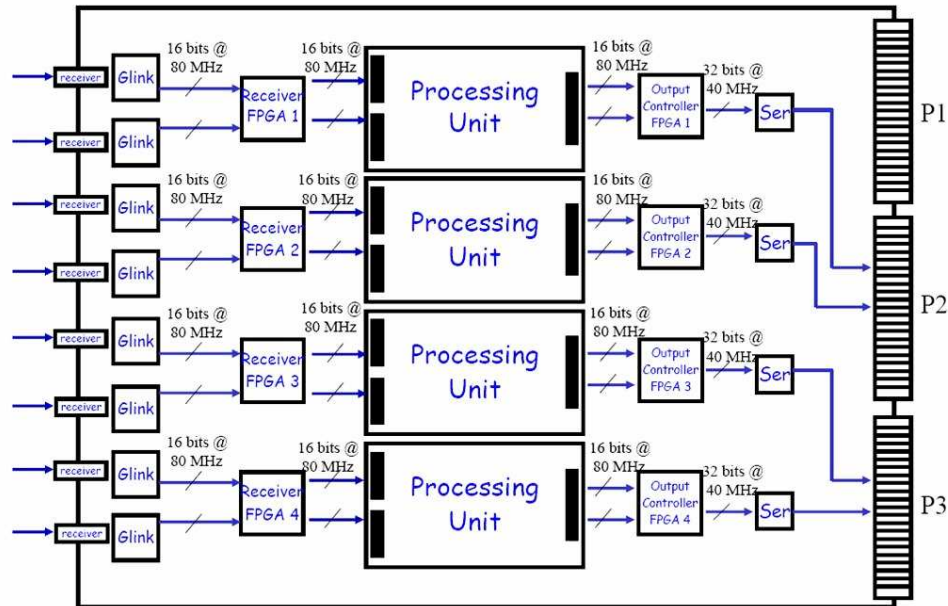 16 bits @
80 MHz
16 bits @
80 MHz
16 bits @
80 MHz
32 bits @
40 MHz
receiver
Glink
receiver
Glink
Receiver
FPGA 1
Processing
Unit
Output
Controller
FPGA 1
Ser
P1
16 bits @
80 MHz
16 bits @
80 MHz
16 bits @
80 MHz
32 bits @
40 MHz
receiver
Glink
receiver
Glink
Receiver
FPGA 2
Processing
Unit
Output
Controller
FPGA 2
Ser
P2
16 bits @
80 MHz
16 bits @
80 MHz
16 bits @
80 MHz
32 bits @
40 MHz
receiver
Glink
receiver
Glink
Receiver
FPGA 3
Processing
Unit
Output
Controller
FPGA 3
Ser
16 bits @
80 MHz
16 bits @
80 MHz
16 bits @
80 MHz
32 bits @
40 MHz
receiver
Glink
receiver
Glink
Receiver
FPGA 4
Processing
Unit
Output
Controller
FPGA 4
Ser
P3